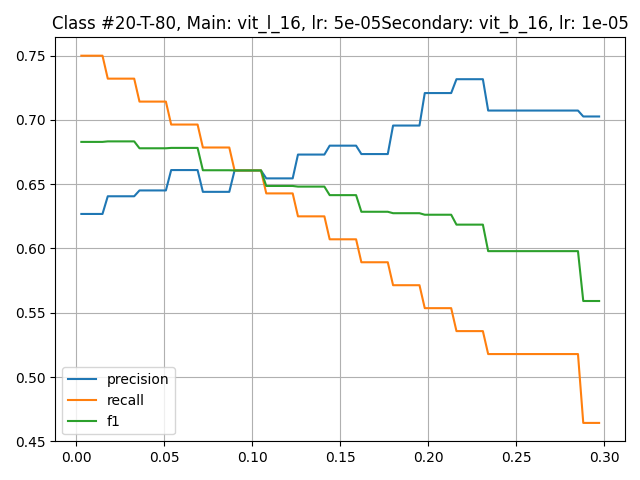 Class #20-T-80, Main: vit_l_16, lr: 5e-05Secondary: vit_b_16, lr: 1e-05
0.75
0.70
0.65
0.60
0.55
0.50
0.45
precision
recall
f1
0.00 0.05 0.10 0.15 0.20 0.25 0.30